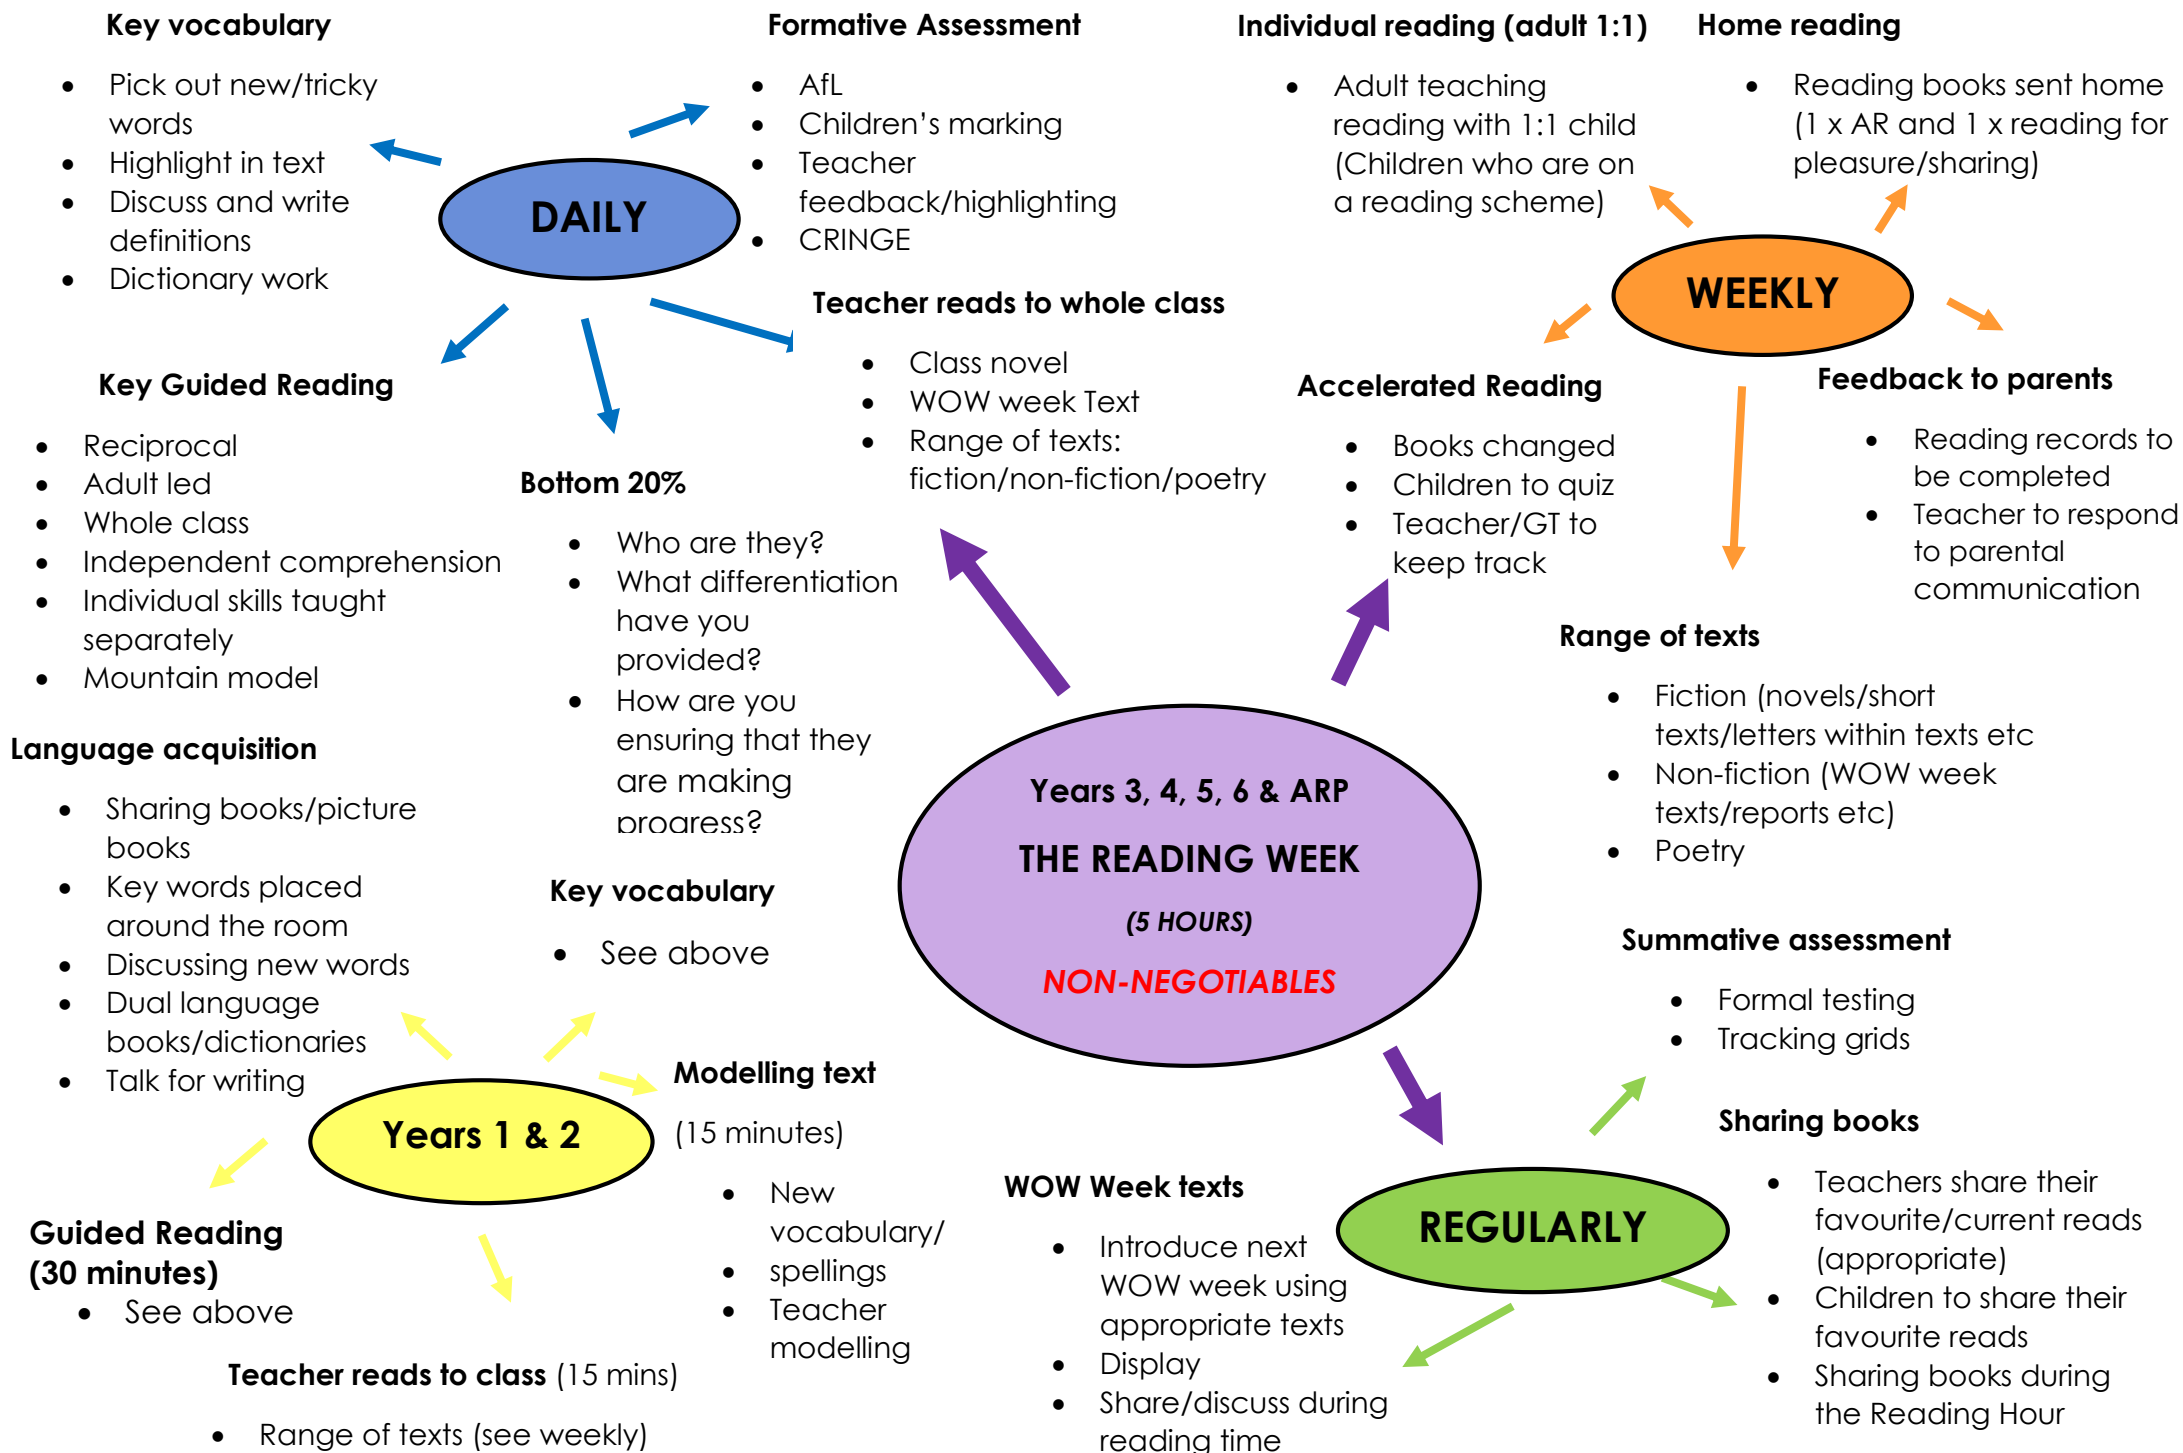 Key vocabulary
Pick out new/tricky
words
Highlight in text
Discuss and write
definitions
Dictionary work
Formative Assessment
AfL
Children's marking
Teacher
feedback/highlighting
CRINGE
Individual reading (adult 1:1)
Adult teaching
reading with 1:1 child
(Children who are on
a reading scheme)
Home reading
Reading books sent home
(1 x AR and 1 x reading for
pleasure/sharing)
DAILY
WEEKLY
Teacher reads to whole class
Class novel
WOW week Text
Range of texts:
fiction/non-fiction/poetry
Key Guided Reading
Reciprocal
Adult led
Whole class
Independent comprehension
Individual skills taught
separately
Mountain model
Bottom 20%
Who are they?
What differentiation
have you
provided?
How are you
ensuring that they
are making
progress?
Accelerated Reading
Books changed
Children to quiz
Teacher/GT to
keep track
Feedback to parents
Reading records to
be completed
Teacher to respond
to parental
communication
Range of texts
Fiction (novels/short
texts/letters within texts etc
Non-fiction (WOW week
texts/reports etc)
Poetry
Years 3, 4, 5, 6 & ARP
THE READING WEEK
(5 HOURS)
NON-NEGOTIABLES
Language acquisition
Sharing books/picture
books
Key words placed
around the room
Discussing new words
Dual language
books/dictionaries
Talk for writing
Key vocabulary
See above
Years 1 & 2
Modelling text
(15 minutes)
New
vocabulary/
spellings
Teacher
modelling
Guided Reading
(30 minutes)
See above
Teacher reads to class (15 mins)
Range of texts (see weekly)
Summative assessment
Formal testing
Tracking grids
REGULARLY
Sharing books
Teachers share their
favourite/current reads
(appropriate)
Children to share their
favourite reads
Sharing books during
the Reading Hour
WOW Week texts
Introduce next
WOW week using
appropriate texts
Display
Share/discuss during
reading time